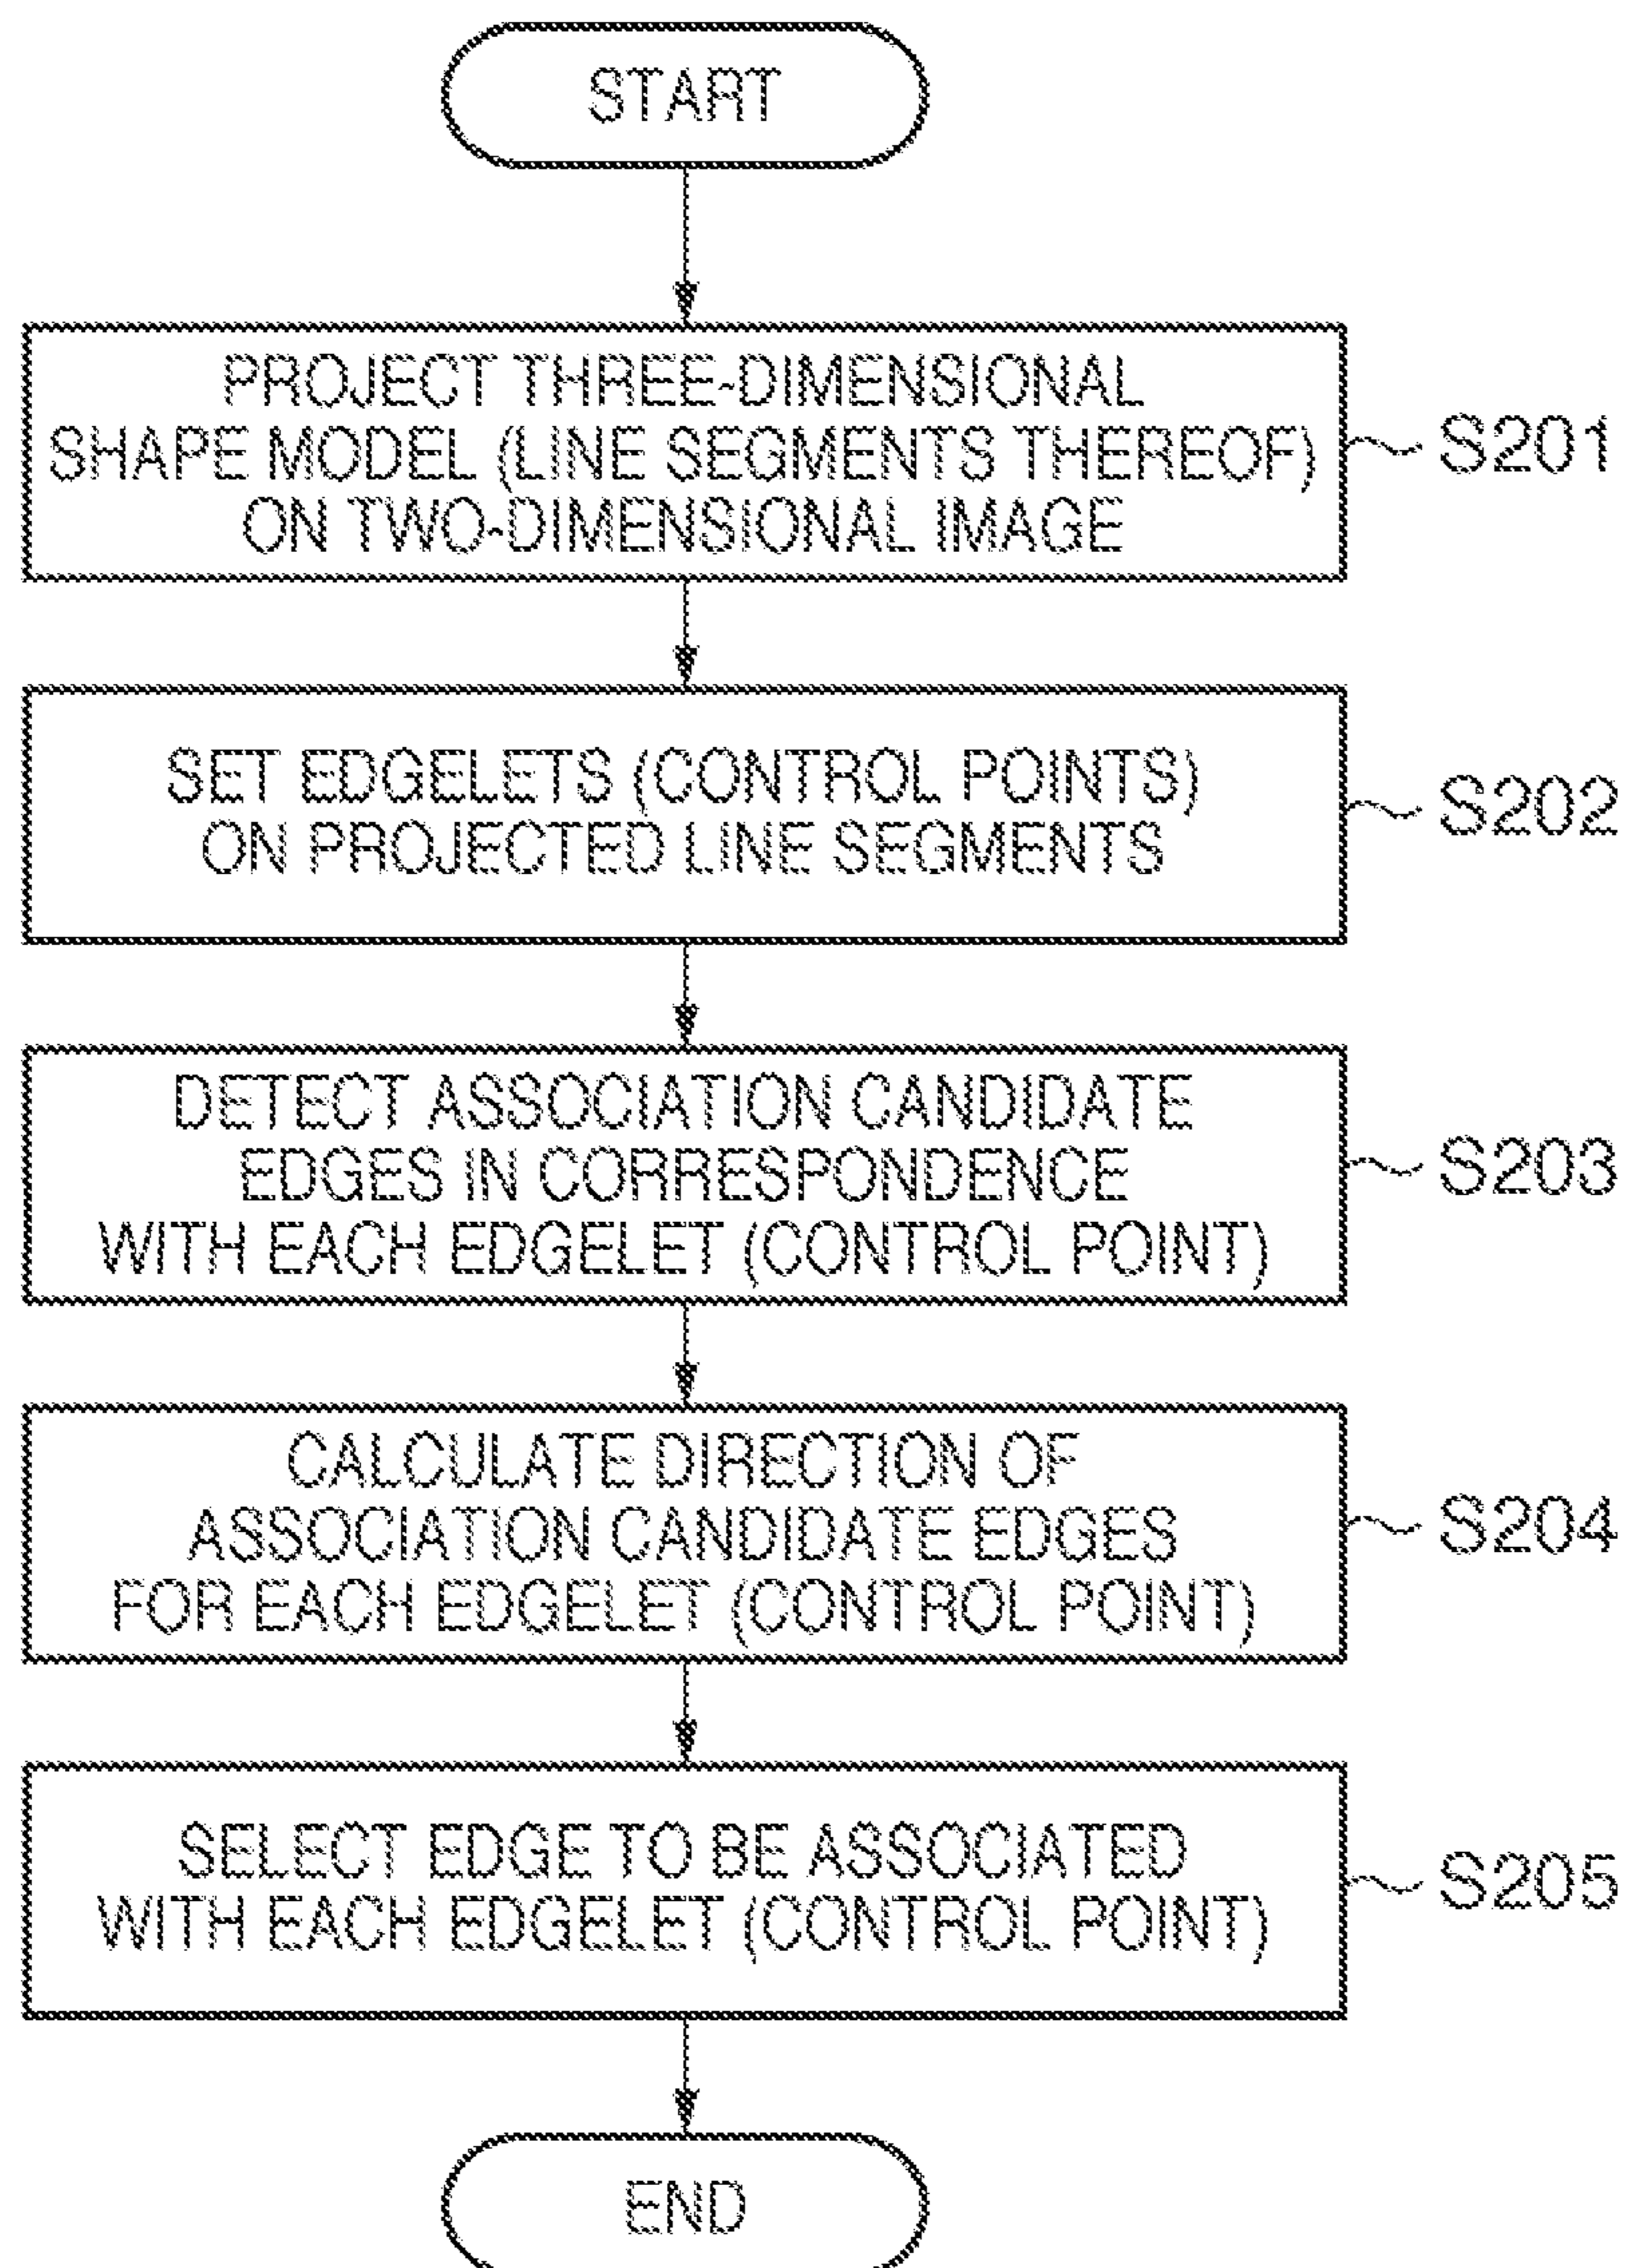 START
PROJECT THREE-DIMENSIONAL
SHAPE MODEL (LINE SEGMENTS THEREOF)
ON TWO-DIMENSIONAL IMAGE
S201
SET EDGELETS (CONTROL POINTS)
ON PROJECTED LINE SEGMENTS
S202
DETECT ASSOCIATION CANDIDATE
EDGES IN CORRESPONDENCE
WITH EACH EDGELET (CONTROL POINT)
S203
CALCULATE DIRECTION OF
ASSOCIATION CANDIDATE EDGES
FOR EACH EDGELET (CONTROL POINT)
S204
SELECT EDGE TO BE ASSOCIATED
WITH EACH EDGELET (CONTROL POINT)
S205
END